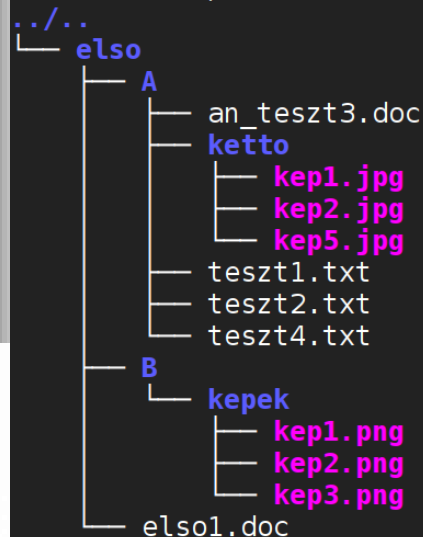 ../..
└── elso
    ├── A
    │   ├── an_teszt3.doc
    │   ├── ketto
    │   │   ├── kep1.jpg
    │   │   ├── kep2.jpg
    │   │   └── kep5.jpg
    │   ├── teszt1.txt
    │   ├── teszt2.txt
    │   └── teszt4.txt
    ├── B
    │   └── kepek
    │       ├── kep1.png
    │       ├── kep2.png
    │       └── kep3.png
    └── elso1.doc